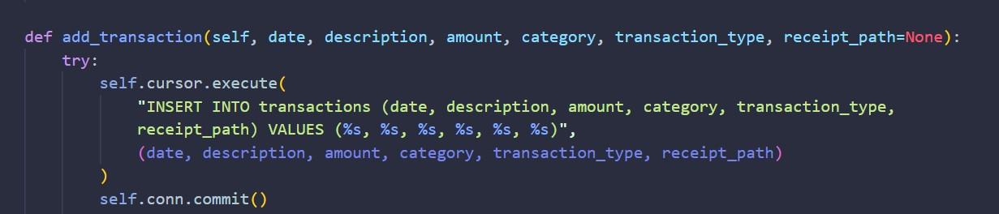 def add_transaction(self, date, description, amount, category, transaction_type, receipt_path=None):
    try:
        self.cursor.execute(
            "INSERT INTO transactions (date, description, amount, category, transaction_type,
            receipt_path) VALUES (%s, %s, %s, %s, %s, %s)",
            (date, description, amount, category, transaction_type, receipt_path)
        )
        self.conn.commit()